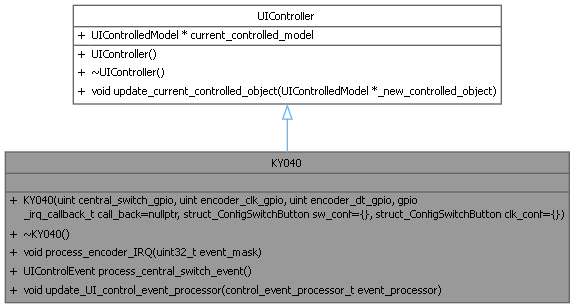 UIController
+ UIControlledModel * current_controlled_model
+ UIController()
+ ~UIController()
+ void update_current_controlled_object(UIControlledModel *_new_controlled_object)
KY040
+ KY040(uint central_switch_gpio, uint encoder_clk_gpio, uint encoder_dt_gpio, gpio
_irq_callback_t call_back=nullptr, struct_ConfigSwitchButton sw_conf={}, struct_ConfigSwitchButton clk_conf={})
+ ~KY040()
+ void process_encoder_IRQ(uint32_t event_mask)
+ UIControlEvent process_central_switch_event()
+ void update_UI_control_event_processor(control_event_processor_t event_processor)